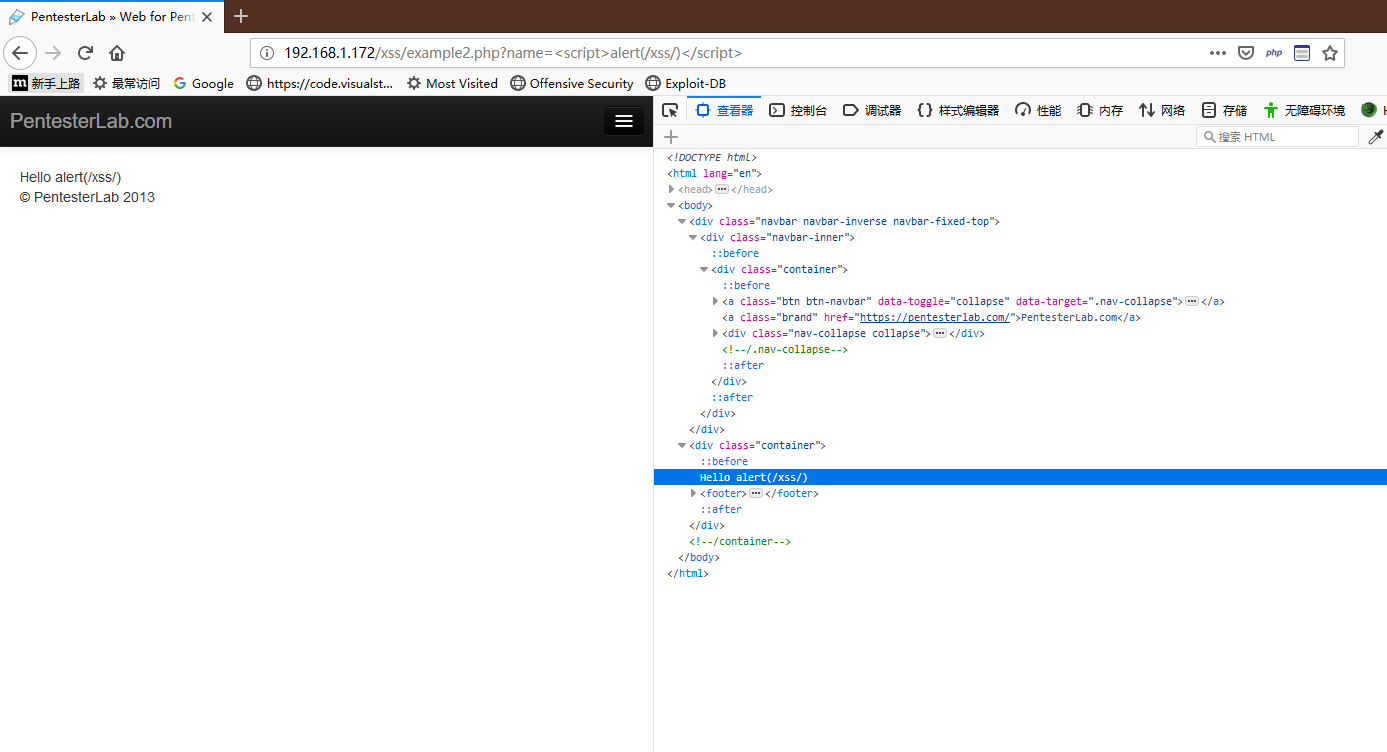 PentesterLab » Web for Pent
192.168.1.172/xss/example2.php?name=<script>alert(/xss/)</script>
php
m 新手上路 最常访问 Google https://code.visualst... Most Visited Offensive Security Exploit-DB
PentesterLab.com
Hello alert(/xss/)
© PentesterLab 2013
查看器 控制台 调试器 {} 样式编辑器 性能 内存 网络 存储 无障碍环境 H
搜索 HTML
<!DOCTYPE html>
<html lang="en">
<head> ••• </head>
<body>
<div class="navbar navbar-inverse navbar-fixed-top">
<div class="navbar-inner">
::before
<div class="container">
::before
<a class="btn btn-navbar" data-toggle="collapse" data-target=".nav-collapse"> ••• </a>
<a class="brand" href="https://pentesterlab.com/">PentesterLab.com</a>
<div class="nav-collapse collapse"> ••• </div>
<!--/.nav-collapse-->
::after
</div>
::after
</div>
</div>
<div class="container">
::before
Hello alert(/xss/)
<footer> ••• </footer>
::after
</div>
<!--/container-->
</body>
</html>